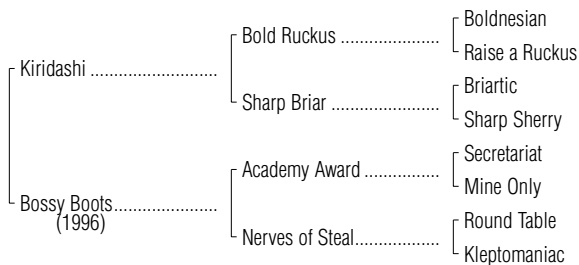 Boldnesian
Bold Rukus ....................
Raise a Ruckus
Kiridashi ..........................
Briartic
Sharp Briar ......................
Sharp Sherry
Secretariat
Academy Award ...............
Mine Only
Bossy Boots.....................
(1996)
Round Table
Nerves of Steal.................
Kleptomaniac